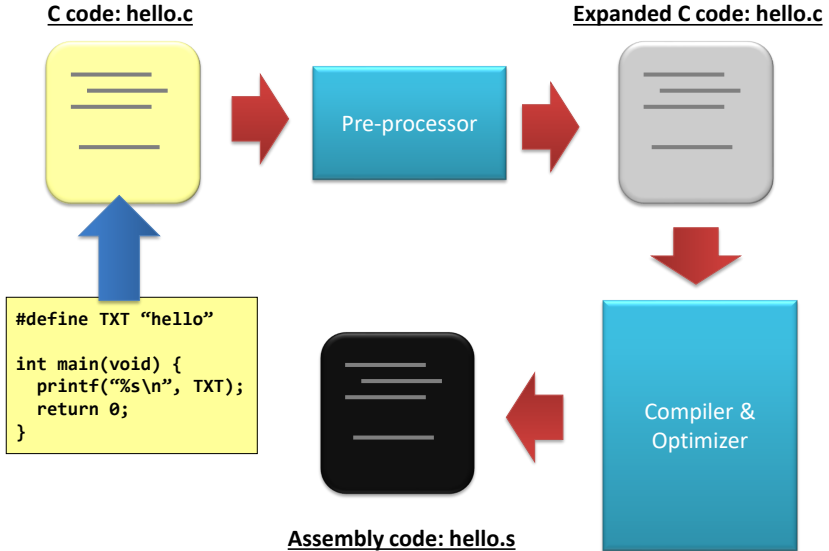 C code: hello.c
Expanded C code: hello.c
Pre-processor
#define TXT “hello”
int main(void) {
  printf(“%s\n”, TXT);
  return 0;
}
Compiler &
Optimizer
Assembly code: hello.s